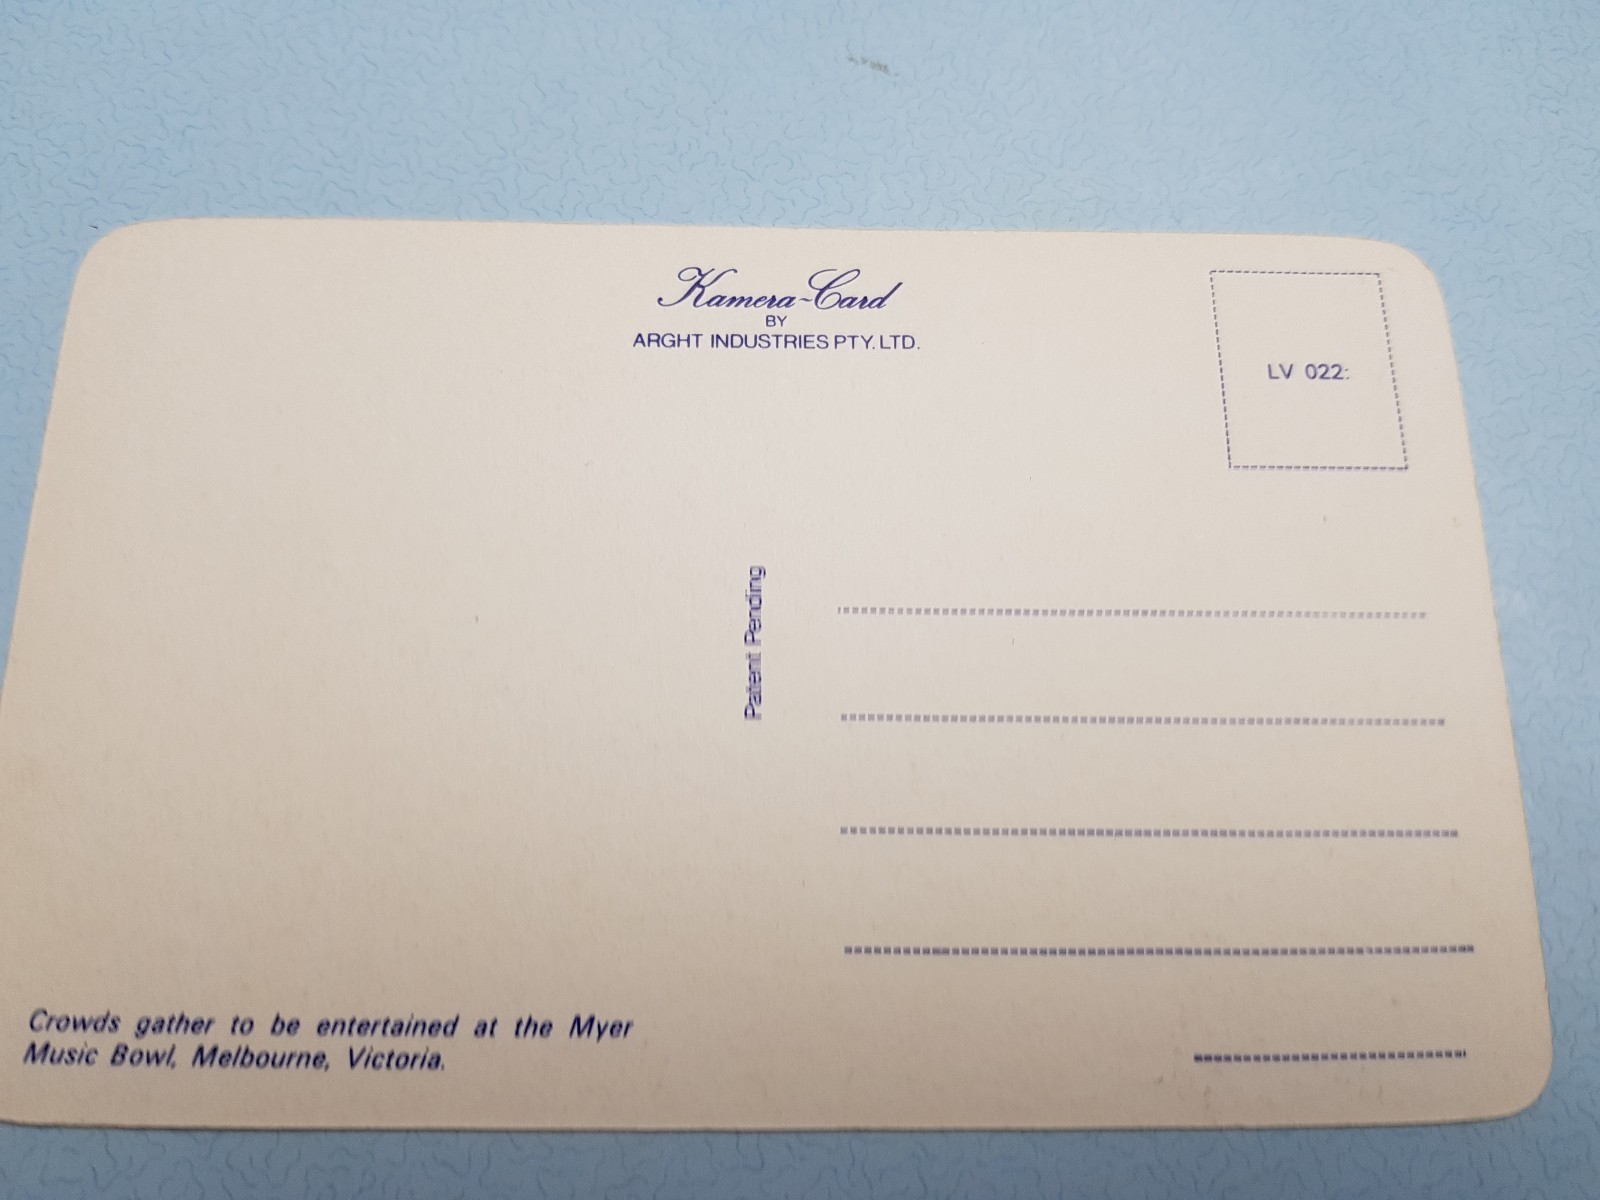 Kamera-Card
BY
ARGHT INDUSTRIES PTY. LTD.
LV 022:
Patent Pending
Crowds gather to be entertained at the Myer
Music Bowl, Melbourne, Victoria.